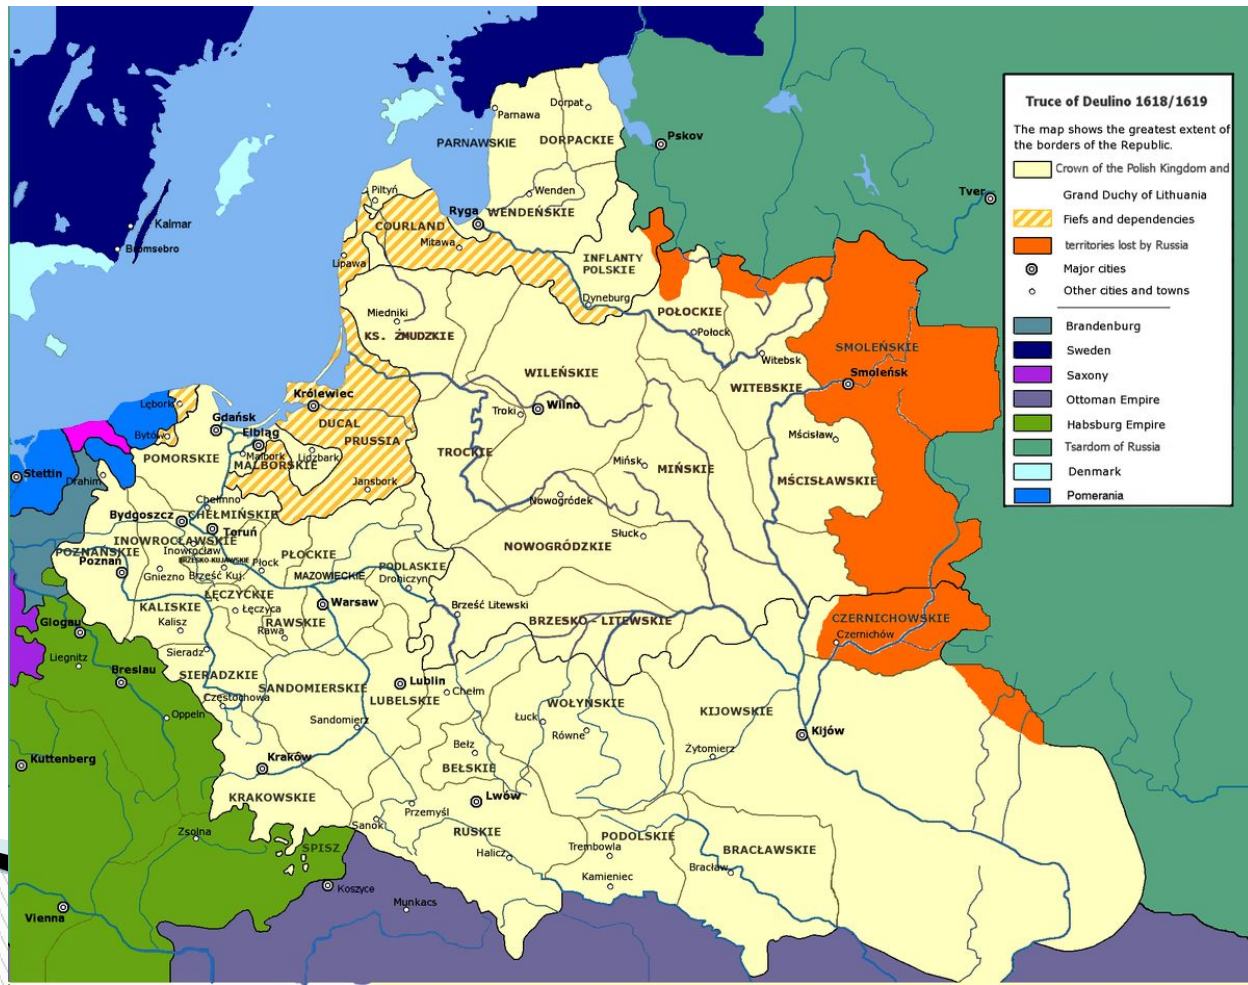 Truce of Deulino 1618/1619
The map shows the greatest extent of
the borders of the Republic.
Crown of the Polish Kingdom and
Grand Duchy of Lithuania
Fiefs and dependencies
territories lost by Russia
Major cities
Other cities and towns
Brandenburg
Sweden
Saxony
Ottoman Empire
Habsburg Empire
Tsardom of Russia
Denmark
Pomerania
Dorpat
Parnawa
PARNAWSKIE
DORPACKIE
Pskov
Tver
Piltyń
Wenden
Ryga
WENDEŃSKIE
Kalmar
COURLAND
Bromsebro
Mitawa
Lipawa
INFLANTY
POLSKIE
Dyneburg
Miedniki
POŁOCKIE
KS. ŻMUDZKIE
Połock
SMOLEŃSKIE
Witebsk
WILEŃSKIE
WITEBSKIE
Smoleńsk
Królewiec
Lębork
Troki
Wilno
Gdańsk
DUCAL
Bytów
Elbląg
PRUSSIA
Mścisław
POMORSKIE
Malbork
Lidzbark
TROCKIE
MALBORSKIE
Mińsk
MIŃSKIE
Stettin
Drahim
Jansbork
MŚCISŁAWSKIE
Chełmno
Nowogródek
Bydgoszcz
CHEŁMIŃSKIE
Toruń
Słuck
INOWROCŁAWSKIE
Inowrocław
NOWOGRÓDZKIE
POZNAŃSKIE
PŁOCKIE
BRZESKO-KUJAWSKIE
Poznań
Płock
PODLASKIE
Gniezno
Brześć Kuj.
MAZOWIECKIE
Drohiczyn
ŁĘCZYCKIE
Warsaw
KALISKIE
Łęczyca
Brześć Litewski
Kalisz
RAWSKIE
BRZESKO - LITEWSKIE
CZERNICHOWSKIE
Glogau
Rawa
Czernichów
Liegnitz
Sieradz
Breslau
SIERADZKIE
Lublin
SANDOMIERSKIE
Chełm
Częstochowa
LUBELSKIE
WOŁYŃSKIE
KIJOWSKIE
Oppeln
Sandomierz
Łuck
Równe
Kijów
Bełz
Żytomierz
Kuttenberg
Kraków
BEŁSKIE
KRAKOWSKIE
Lwów
Przemyśl
Zsolna
Sanok
RUSKIE
PODOLSKIE
SPISZ
Halicz
Trembowla
BRACŁAWSKIE
Bracław
Koszyce
Kamieniec
Munkacs
Vienna